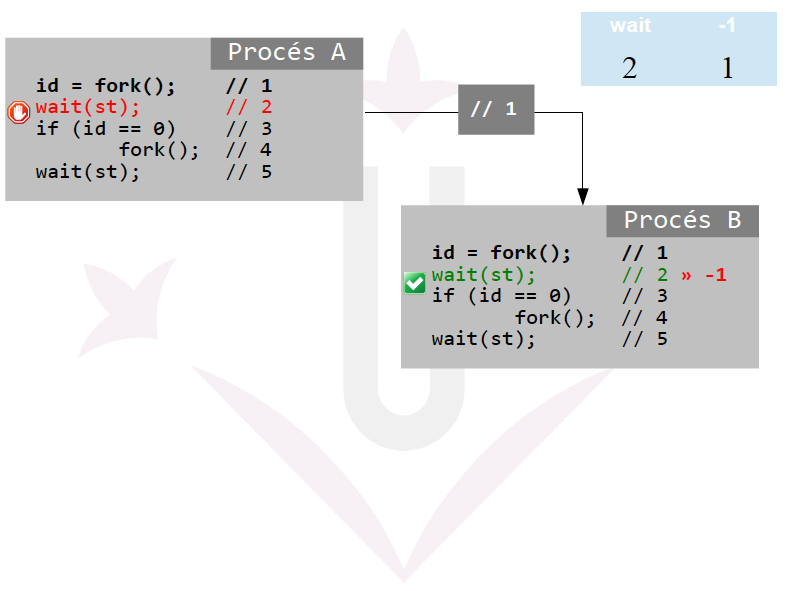 wait -1
2 1
Procés A
id = fork(); // 1
wait(st); // 2
if (id == 0) // 3
fork(); // 4
wait(st); // 5
// 1
Procés B
id = fork(); // 1
wait(st); // 2 » -1
if (id == 0) // 3
fork(); // 4
wait(st); // 5